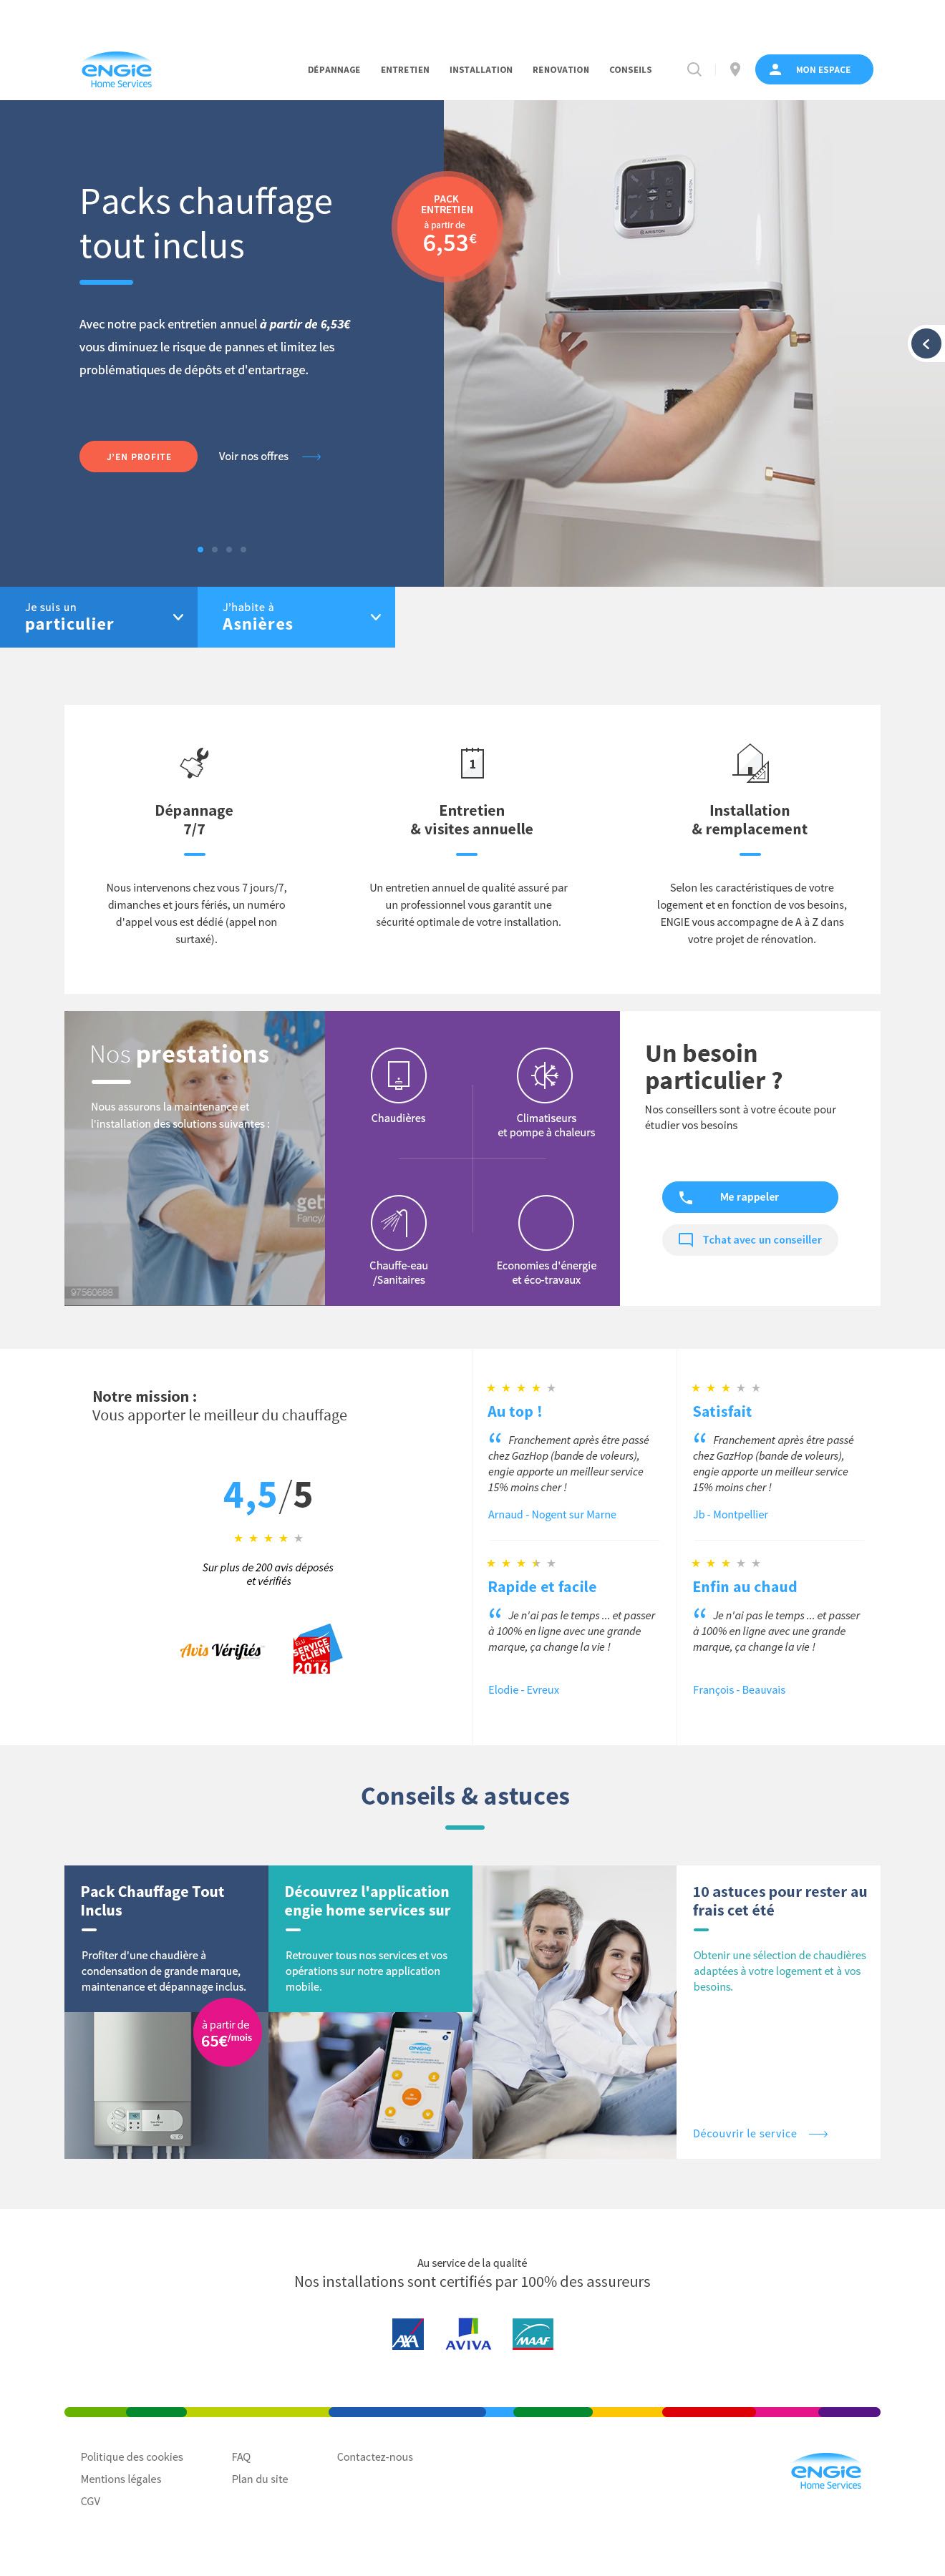 ENGIE
Home Services
DÉPANNAGE
ENTRETIEN
INSTALLATION
RENOVATION
CONSEILS
MON ESPACE
Packs chauffage
tout inclus
PACK
ENTRETIEN
à partir de
6,53€
ARISTON
ARISTON
Avec notre pack entretien annuel à partir de 6,53€
vous diminuez le risque de pannes et limitez les
problématiques de dépôts et d'entartrage.
J'EN PROFITE
Voir nos offres
Je suis un
particulier
J'habite à
Asnières
1
Dépannage
7/7
Nous intervenons chez vous 7 jours/7,
dimanches et jours fériés, un numéro
d'appel vous est dédié (appel non
surtaxé).
Entretien
& visites annuelle
Un entretien annuel de qualité assuré par
un professionnel vous garantit une
sécurité optimale de votre installation.
Installation
& remplacement
Selon les caractéristiques de votre
logement et en fonction de vos besoins,
ENGIE vous accompagne de A à Z dans
votre projet de rénovation.
Nos prestations
Nous assurons la maintenance et
l'installation des solutions suivantes :
gett
Fancy/
97560688
Chaudières
Climatiseurs
et pompe à chaleurs
Chauffe-eau
/Sanitaires
Economies d'énergie
et éco-travaux
Un besoin
particulier ?
Nos conseillers sont à votre écoute pour
étudier vos besoins
Me rappeler
Tchat avec un conseiller
Notre mission :
Vous apporter le meilleur du chauffage
4,5/5
Sur plus de 200 avis déposés
et vérifiés
Avis Vérifiés
ÉLU
SERVICE
CLIENT
2016
Au top !
“ Franchement après être passé
chez GazHop (bande de voleurs),
engie apporte un meilleur service
15% moins cher !
Arnaud - Nogent sur Marne
Satisfait
“ Franchement après être passé
chez GazHop (bande de voleurs),
engie apporte un meilleur service
15% moins cher !
Jb - Montpellier
Rapide et facile
“ Je n'ai pas le temps ... et passer
à 100% en ligne avec une grande
marque, ça change la vie !
Elodie - Evreux
Enfin au chaud
“ Je n'ai pas le temps ... et passer
à 100% en ligne avec une grande
marque, ça change la vie !
François - Beauvais
Conseils & astuces
Pack Chauffage Tout
Inclus
Profiter d'une chaudière à
condensation de grande marque,
maintenance et dépannage inclus.
à partir de
65€/mois
Découvrez l'application
engie home services sur
Retrouver tous nos services et vos
opérations sur notre application
mobile.
ENGIE
10 astuces pour rester au
frais cet été
Obtenir une sélection de chaudières
adaptées à votre logement et à vos
besoins.
Découvrir le service
Au service de la qualité
Nos installations sont certifiés par 100% des assureurs
AXA
AVIVA
MAAF
Politique des cookies
Mentions légales
CGV
FAQ
Plan du site
Contactez-nous
ENGIE
Home Services